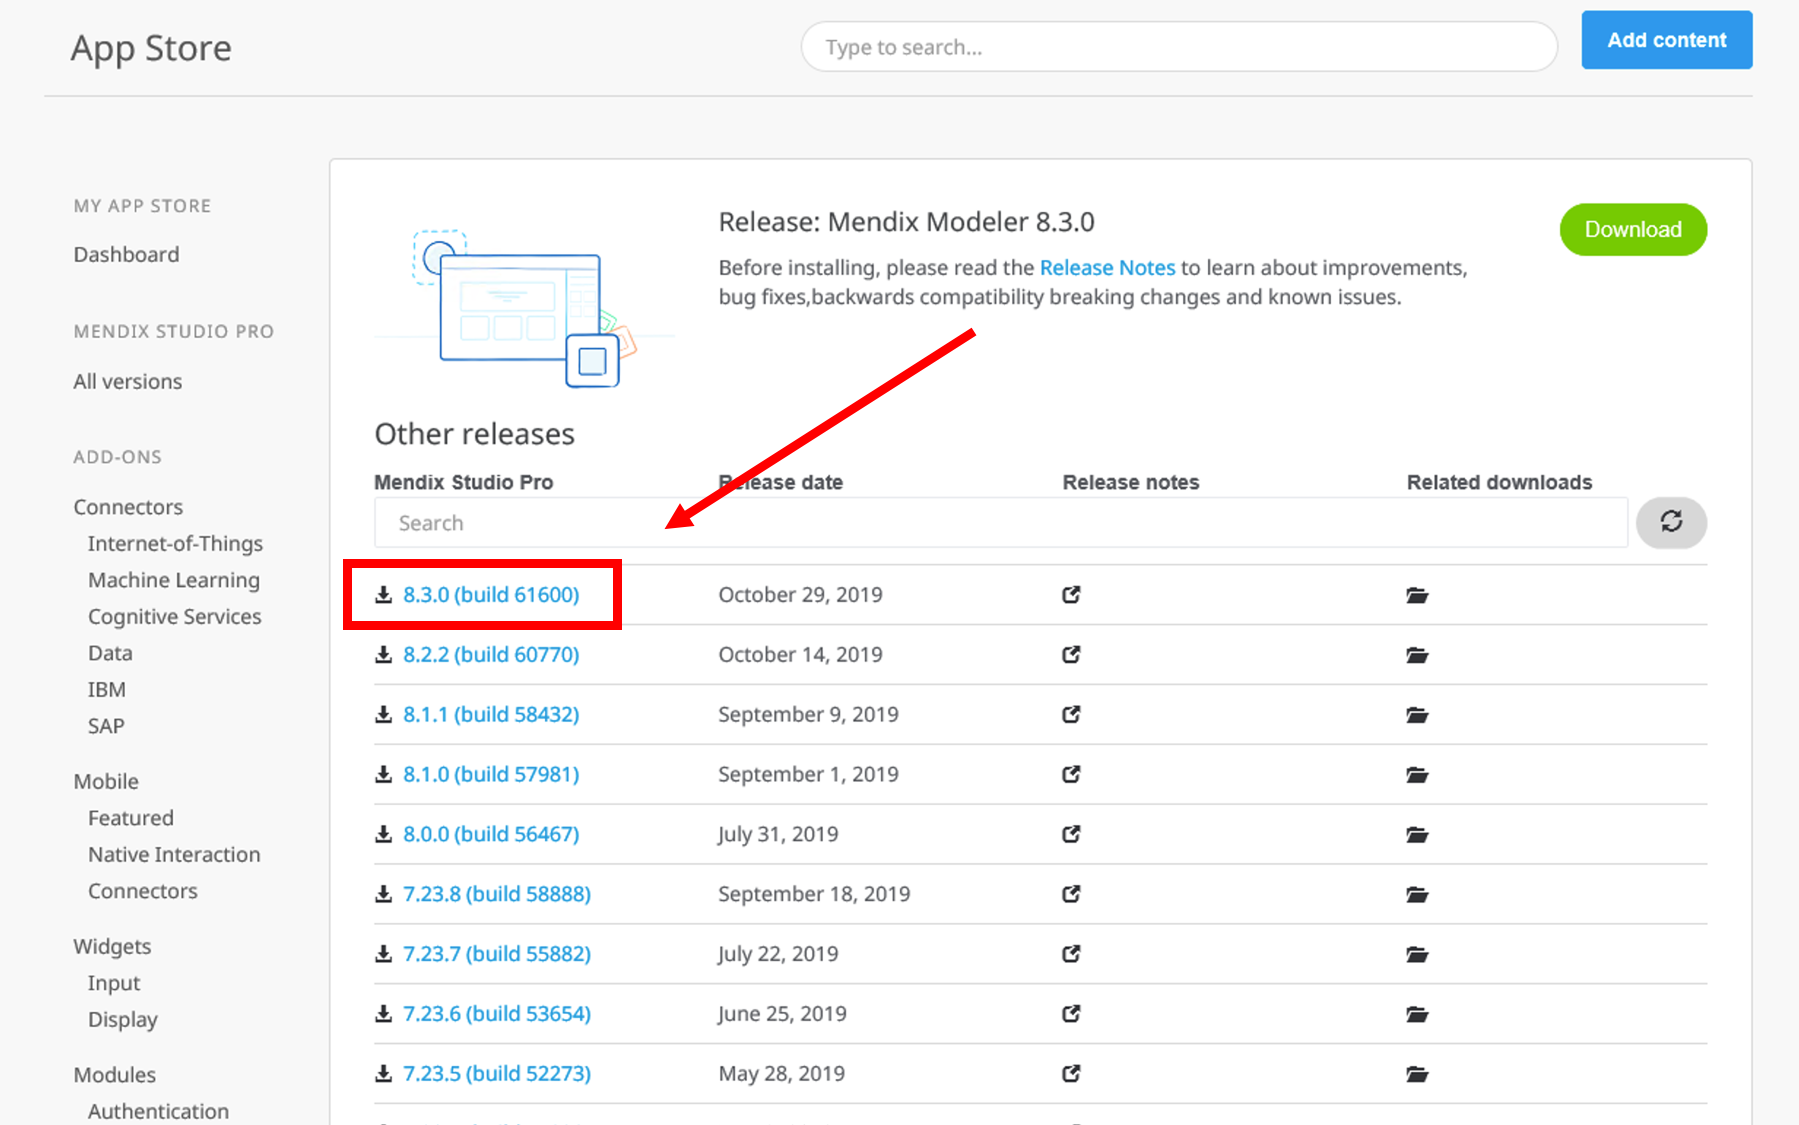 App Store
Type to search...
Add content
MY APP STORE
Dashboard
MENDIX STUDIO PRO
All versions
ADD-ONS
Connectors
Internet-of-Things
Machine Learning
Cognitive Services
Data
IBM
SAP
Mobile
Featured
Native Interaction
Connectors
Widgets
Input
Display
Modules
Authentication
Release: Mendix Modeler 8.3.0
Download
Before installing, please read the Release Notes to learn about improvements,
bug fixes,backwards compatibility breaking changes and known issues.
Other releases
Mendix Studio Pro Release date Release notes Related downloads
Search
8.3.0 (build 61600) October 29, 2019
8.2.2 (build 60770) October 14, 2019
8.1.1 (build 58432) September 9, 2019
8.1.0 (build 57981) September 1, 2019
8.0.0 (build 56467) July 31, 2019
7.23.8 (build 58888) September 18, 2019
7.23.7 (build 55882) July 22, 2019
7.23.6 (build 53654) June 25, 2019
7.23.5 (build 52273) May 28, 2019